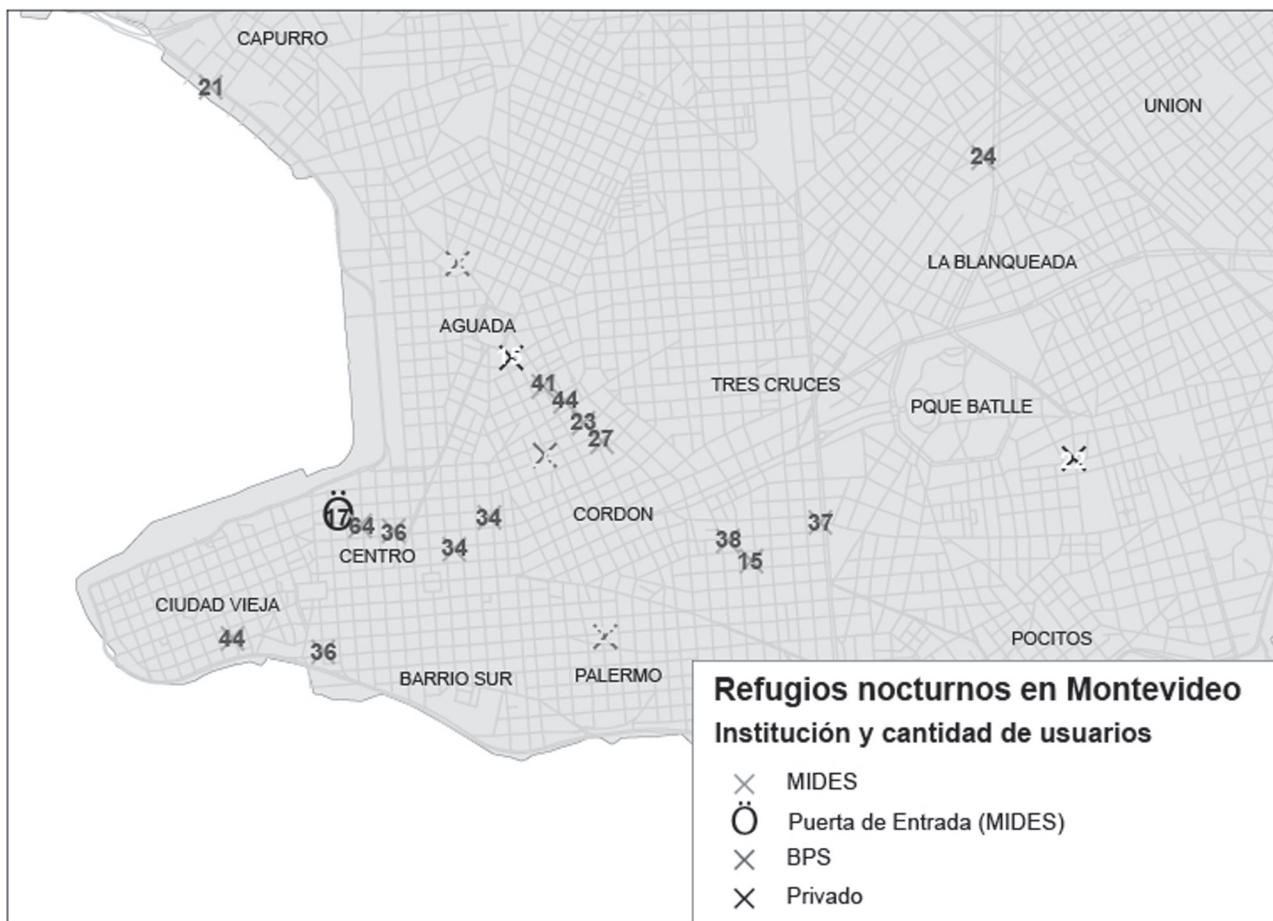 CAPURRO
21
UNION
24
LA BLANQUEADA
AGUADA
41
TRES CRUCES
44
PQUE BATLLE
23
27
Ö
17
64
36
34
CORDON
37
38
34
CENTRO
15
CIUDAD VIEJA
44
36
POCITOS
BARRIO SUR
PALERMO
Refugios nocturnos en Montevideo
Institución y cantidad de usuarios
MIDES
Ö Puerta de Entrada (MIDES)
BPS
Privado